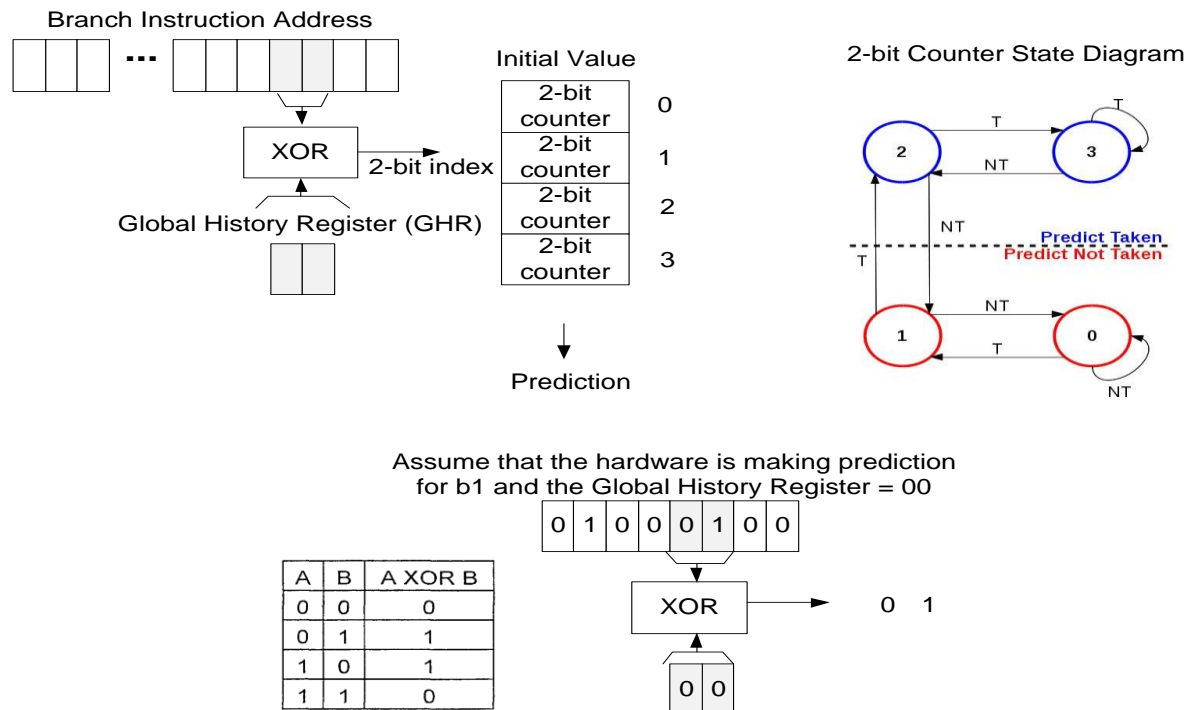 Branch Instruction Address
...
XOR
2-bit index
Global History Register (GHR)
Initial Value
2-bit
counter
0
2-bit
counter
1
2-bit
counter
2
2-bit
counter
3
Prediction
2-bit Counter State Diagram
T
2
T
3
NT
NT
Predict Taken
Predict Not Taken
T
1
NT
0
T
NT
Assume that the hardware is making prediction
for b1 and the Global History Register = 00
0 1 0 0 0 1 0 0
XOR
0 1
0 0
A B A XOR B
0 0 0
0 1 1
1 0 1
1 1 0